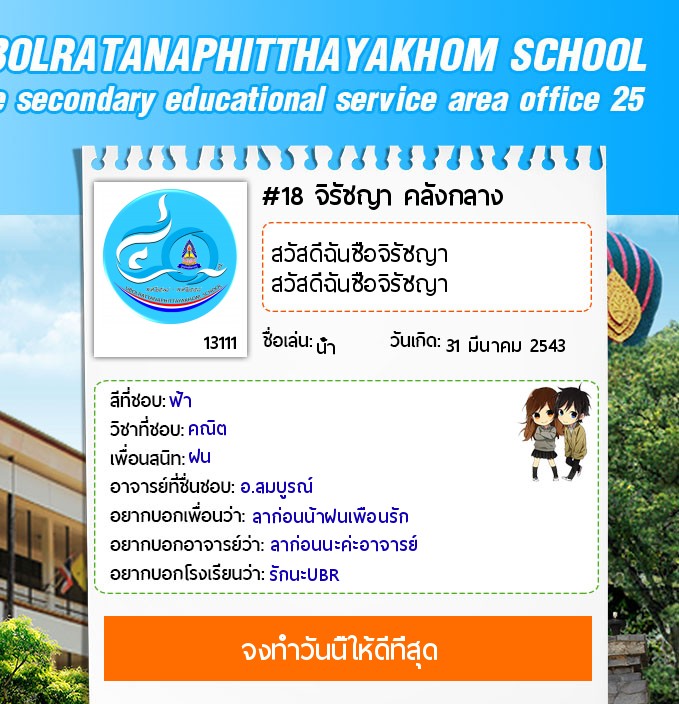 BOLRATANAPHITTHAYAKHOM SCHOOL
e secondary educational service area office 25
#18 จิรัชญา คลังกลาง
สวัสดีฉันชื่อจิรัชญา
สวัสดีฉันชื่อจิรัชญา
13111
ชื่อเล่น: น้ำ วันเกิด: 31 มีนาคม 2543
สีที่ชอบ: ฟ้า
วิชาที่ชอบ: คณิต
เพื่อนสนิท: ฝน
อาจารย์ที่ชื่นชอบ: อ.สมบูรณ์
อยากบอกเพื่อนว่า: ลาก่อนน้ำฝนเพื่อนรัก
อยากบอกอาจารย์ว่า: ลาก่อนนะค่ะอาจารย์
อยากบอกโรงเรียนว่า: รักนะUBR
จงทำวันนี้ให้ดีที่สุด